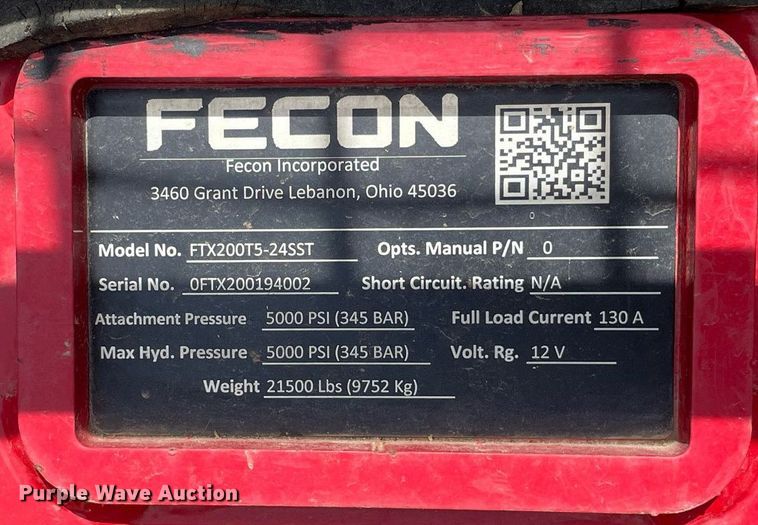 FECON
Fecon Incorporated
3460 Grant Drive Lebanon, Ohio 45036
0
Model No. FTX200T5-24SST Opts. Manual P/N 0
Serial No. 0FTX200194002 Short Circuit. Rating N/A
Attachment Pressure 5000 PSI (345 BAR) Full Load Current 130 A
Max Hyd. Pressure 5000 PSI (345 BAR) Volt. Rg. 12 V
Weight 21500 Lbs (9752 Kg)
Purple Wave Auction